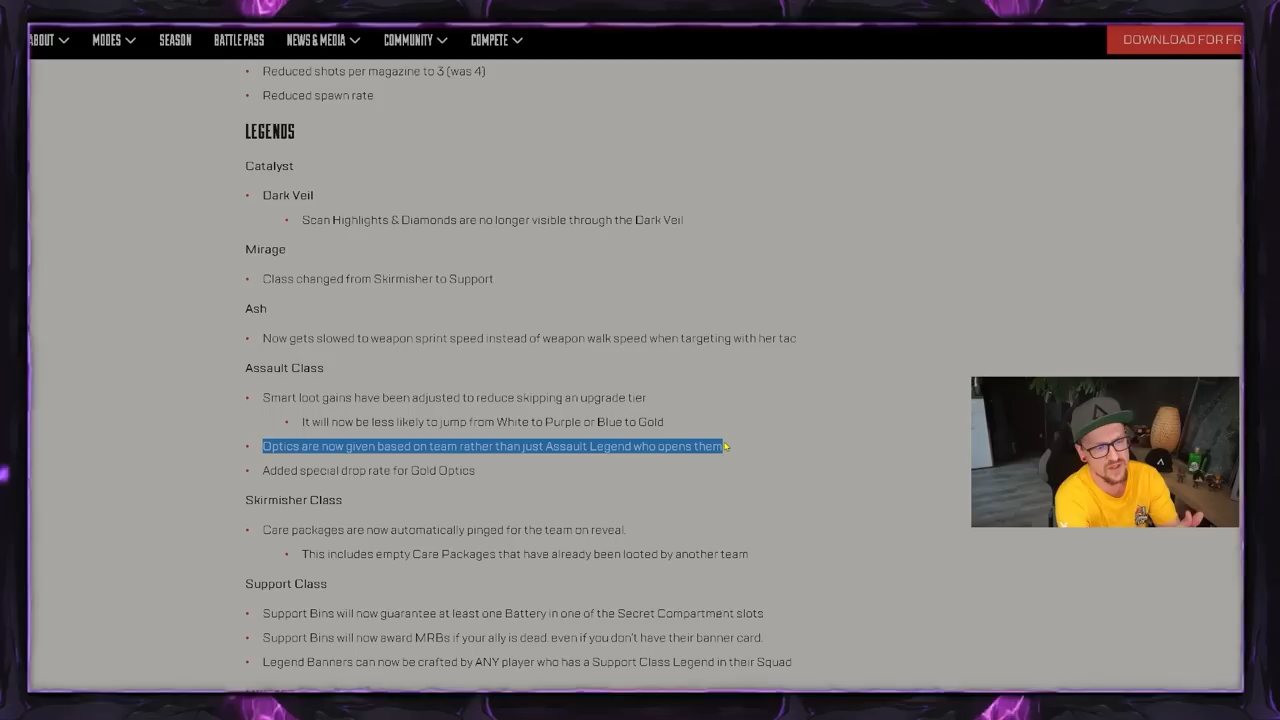 ABOUT MODES SEASON BATTLE PASS NEWS & MEDIA COMMUNITY COMPETE DOWNLOAD FOR FR
• Reduced shots per magazine to 3 (was 4)
• Reduced spawn rate
LEGENDS
Catalyst
• Dark Veil
• Scan Highlights & Diamonds are no longer visible through the Dark Veil
Mirage
• Class changed from Skirmisher to Support
Ash
• Now gets slowed to weapon sprint speed instead of weapon walk speed when targeting with her tac
Assault Class
• Smart loot gains have been adjusted to reduce skipping an upgrade tier
• It will now be less likely to jump from White to Purple or Blue to Gold
• Optics are now given based on team rather than just Assault Legend who opens them
• Added special drop rate for Gold Optics
Skirmisher Class
• Care packages are now automatically pinged for the team on reveal.
• This includes empty Care Packages that have already been looted by another team
Support Class
• Support Bins will now guarantee at least one Battery in one of the Secret Compartment slots
• Support Bins will now award MRBs if your ally is dead, even if you don't have their banner card.
• Legend Banners can now be crafted by ANY player who has a Support Class Legend in their Squad